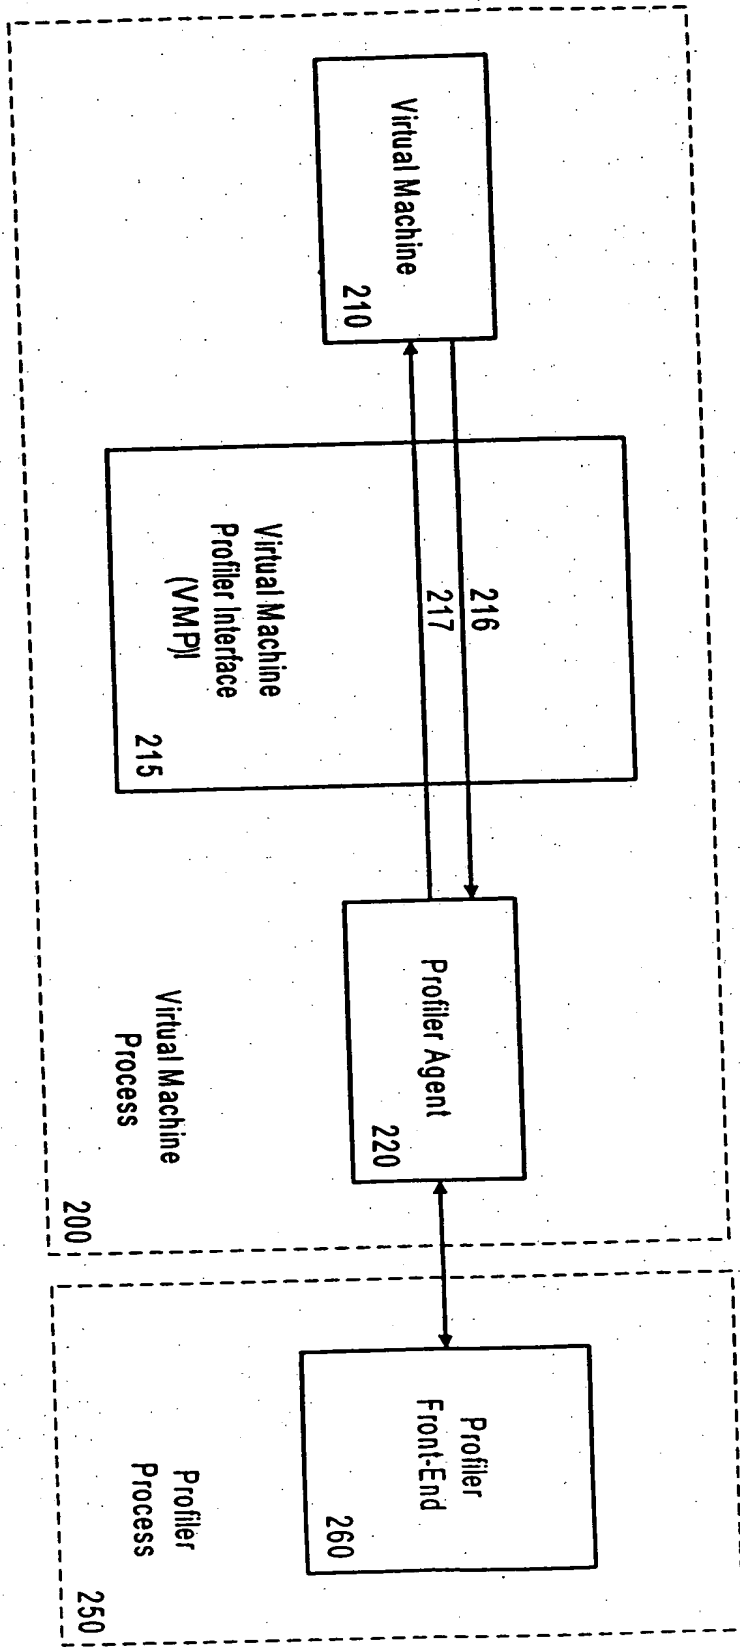 Virtual Machine
210
216
217
Virtual Machine
Profiler Interface
(VMP)I
215
Profiler Agent
220
Virtual Machine
Process
200
Profiler
Front-End
260
Profiler
Process
250